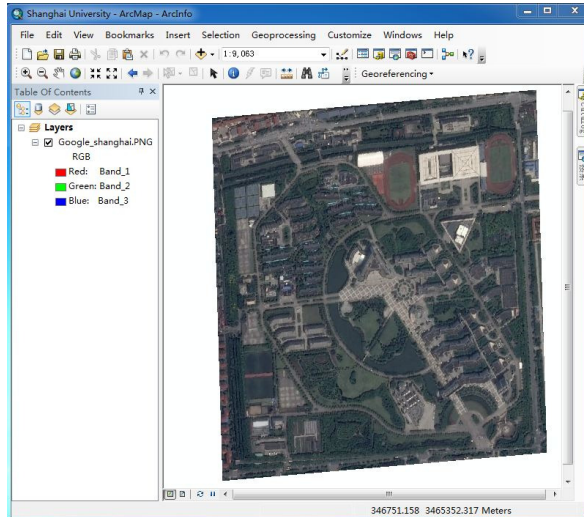 Shanghai University - ArcMap - ArcInfo
File Edit View Bookmarks Insert Selection Geoprocessing Customize Windows Help
1:9,063
Georeferencing
Table Of Contents
Layers
Google_shanghai.PNG
RGB
Red: Band_1
Green: Band_2
Blue: Band_3
346751.158 3465352.317 Meters